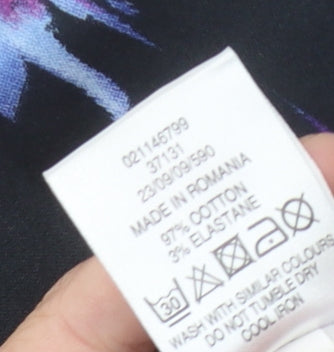 021146799
37131
23/09/09/590
MADE IN ROMANIA
97% COTTON
3% ELASTANE
30
WASH WITH SIMILAR COLOURS
DO NOT TUMBLE DRY
COOL IRON